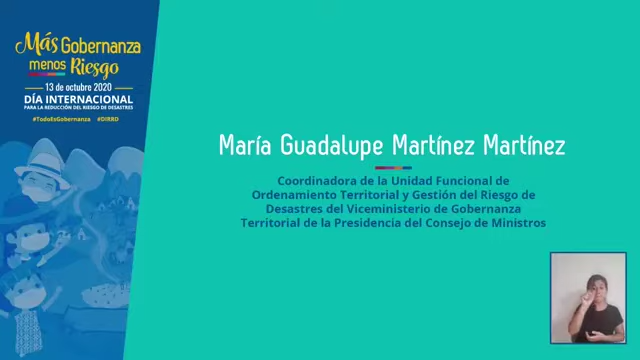 Más Gobernanza
menos Riesgo
13 de octubre 2020
DÍA INTERNACIONAL
PARA LA REDUCCIÓN DEL RIESGO DE DESASTRES
#TodoEsGobernanza #DIRRD
María Guadalupe Martínez Martínez
Coordinadora de la Unidad Funcional de
Ordenamiento Territorial y Gestión del Riesgo de
Desastres del Viceministerio de Gobernanza
Territorial de la Presidencia del Consejo de Ministros